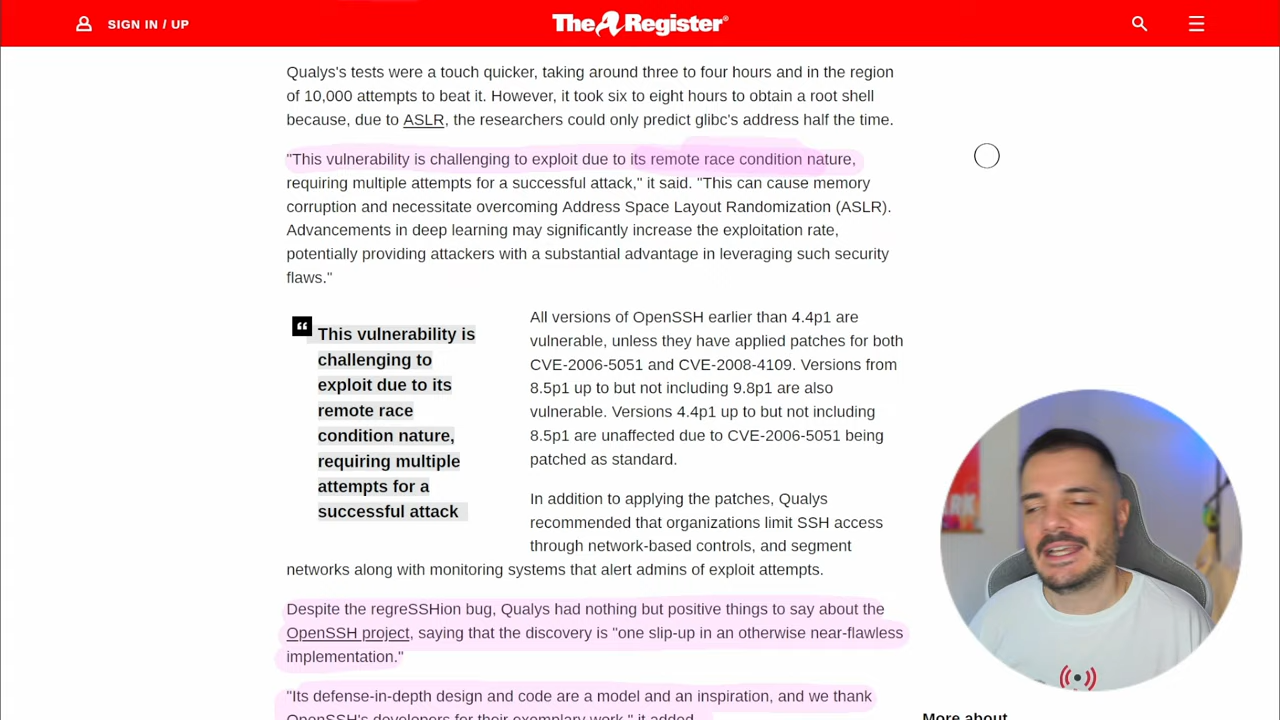 SIGN IN / UP
The Register®
Qualys's tests were a touch quicker, taking around three to four hours and in the region
of 10,000 attempts to beat it. However, it took six to eight hours to obtain a root shell
because, due to ASLR, the researchers could only predict glibc's address half the time.
"This vulnerability is challenging to exploit due to its remote race condition nature,
requiring multiple attempts for a successful attack," it said. "This can cause memory
corruption and necessitate overcoming Address Space Layout Randomization (ASLR).
Advancements in deep learning may significantly increase the exploitation rate,
potentially providing attackers with a substantial advantage in leveraging such security
flaws."
“
This vulnerability is
challenging to
exploit due to its
remote race
condition nature,
requiring multiple
attempts for a
successful attack
All versions of OpenSSH earlier than 4.4p1 are
vulnerable, unless they have applied patches for both
CVE-2006-5051 and CVE-2008-4109. Versions from
8.5p1 up to but not including 9.8p1 are also
vulnerable. Versions 4.4p1 up to but not including
8.5p1 are unaffected due to CVE-2006-5051 being
patched as standard.
In addition to applying the patches, Qualys
recommended that organizations limit SSH access
through network-based controls, and segment
networks along with monitoring systems that alert admins of exploit attempts.
Despite the regreSSHion bug, Qualys had nothing but positive things to say about the
OpenSSH project, saying that the discovery is "one slip-up in an otherwise near-flawless
implementation."
"Its defense-in-depth design and code are a model and an inspiration, and we thank
OpenSSH's developers for their exemplary work," it added.
More about